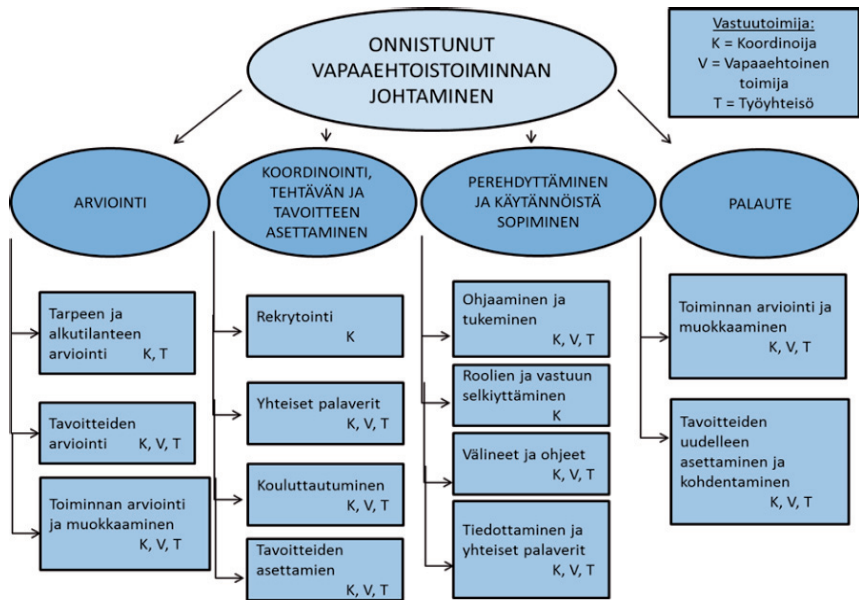 ONNISTUNUT
VAPAAEHTOISTOIMINNAN
JOHTAMINEN
Vastuutoimija:
K = Koordinoija
V = Vapaaehtoinen
toimija
T = Työyhteisö
ARVIOINTI
KOORDINOINTI,
TEHTÄVÄN JA
TAVOITTEEN
ASETTAMINEN
PEREHDYTTÄMINEN
JA KÄYTÄNNÖISTÄ
SOPIMINEN
PALAUTE
Tarpeen ja
alkutilanteen
arviointi K, T
Tavoitteiden
arviointi K, V, T
Toiminnan arviointi
ja muokkaaminen
K, V, T
Rekrytointi
K
Yhteiset palaverit
K, V, T
Kouluttautuminen
K, V, T
Tavoitteiden
asettamien
K, V, T
Ohjaaminen ja
tukeminen
K, V, T
Roolien ja vastuun
selkiyttäminen
K
Välineet ja ohjeet
K, V, T
Tiedottaminen ja
yhteiset palaverit
K, V, T
Toiminnan arviointi ja
muokkaaminen
K, V, T
Tavoitteiden
uudelleen
asettaminen ja
kohdentaminen
K, V, T